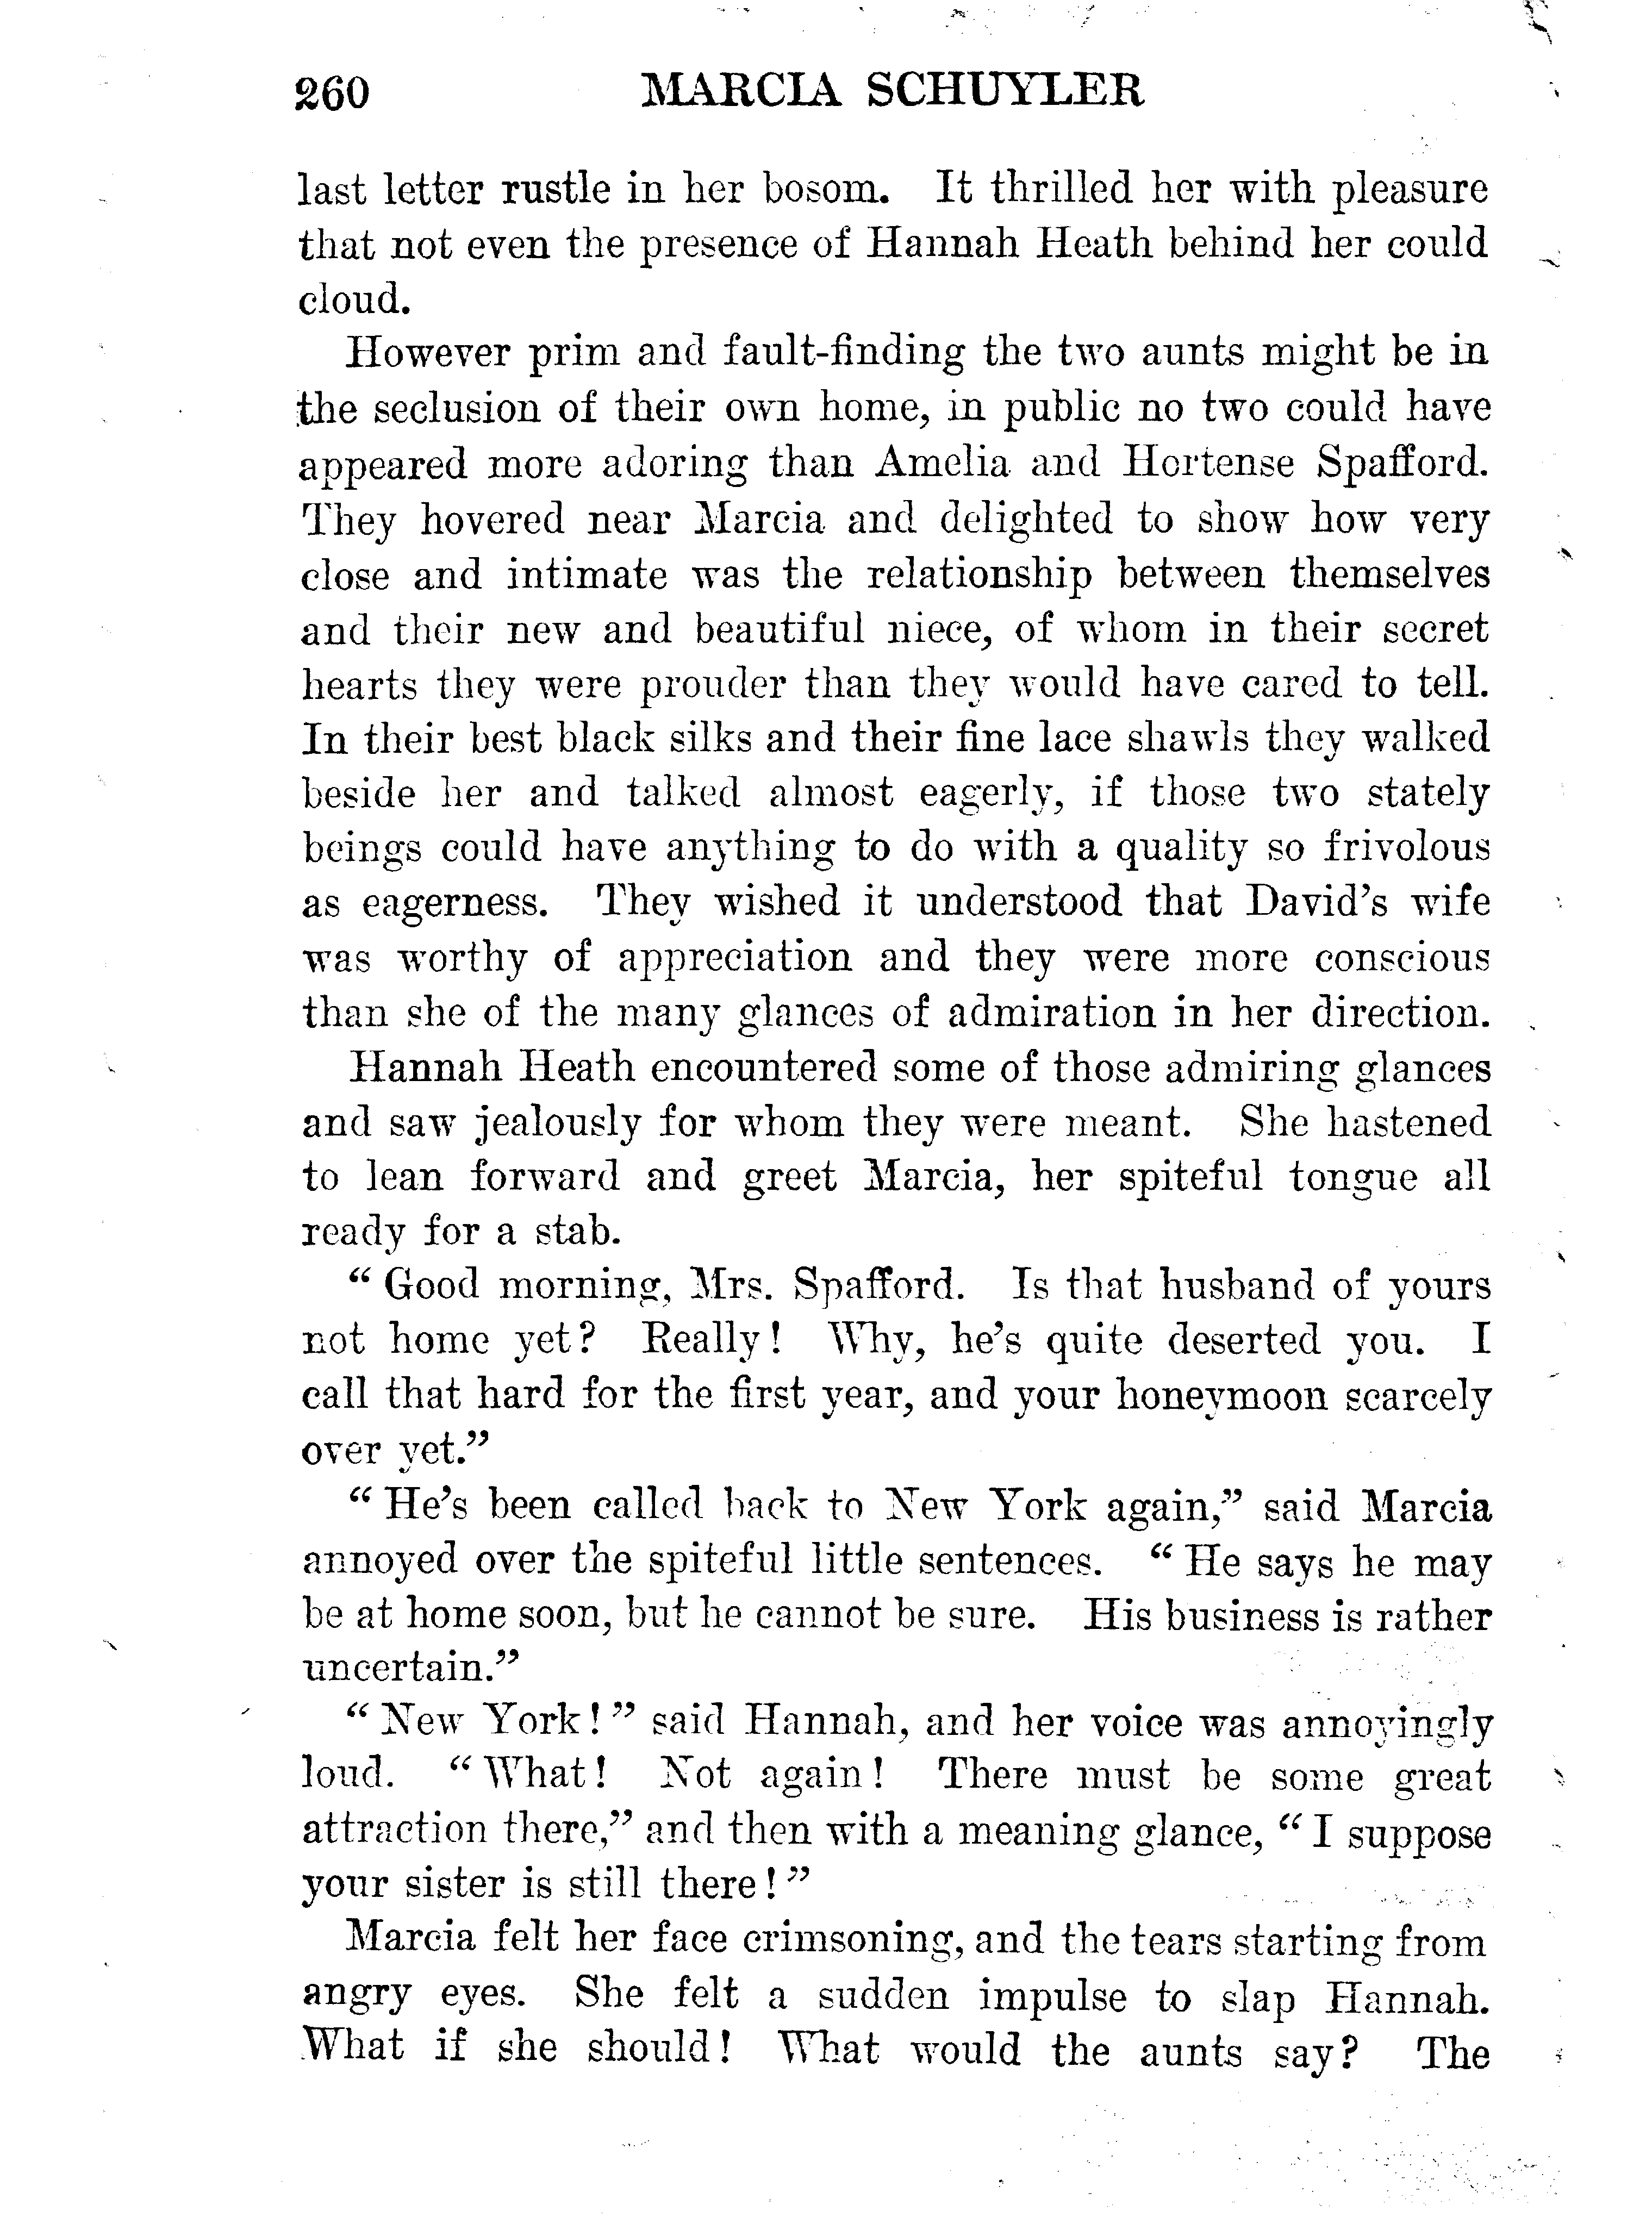 260 MARCIA SCHUYLER
last letter rustle in her bosom. It thrilled her with pleasure
that not even the presence of Hannah Heath behind her could
cloud.
However prim and fault-finding the two aunts might be in
the seclusion of their own home, in public no two could have
appeared more adoring than Amelia and Hortense Spafford.
They hovered near Marcia and delighted to show how very
close and intimate was the relationship between themselves
and their new and beautiful niece, of whom in their secret
hearts they were prouder than they would have cared to tell.
In their best black silks and their fine lace shawls they walked
beside her and talked almost eagerly, if those two stately
beings could have anything to do with a quality so frivolous
as eagerness. They wished it understood that David's wife
was worthy of appreciation and they were more conscious
than she of the many glances of admiration in her direction.
Hannah Heath encountered some of those admiring glances
and saw jealously for whom they were meant. She hastened
to lean forward and greet Marcia, her spiteful tongue all
ready for a stab.
“ Good morning, Mrs. Spafford. Is that husband of yours
not home yet? Really! Why, he's quite deserted you. I
call that hard for the first year, and your honeymoon scarcely
over yet.”
“ He's been called back to New York again,” said Marcia
annoyed over the spiteful little sentences. “ He says he may
be at home soon, but he cannot be sure. His business is rather
uncertain.”
“ New York! ” said Hannah, and her voice was annoyingly
loud. “ What! Not again! There must be some great
attraction there,” and then with a meaning glance, “ I suppose
your sister is still there! ”
Marcia felt her face crimsoning, and the tears starting from
angry eyes. She felt a sudden impulse to slap Hannah.
What if she should! What would the aunts say? The